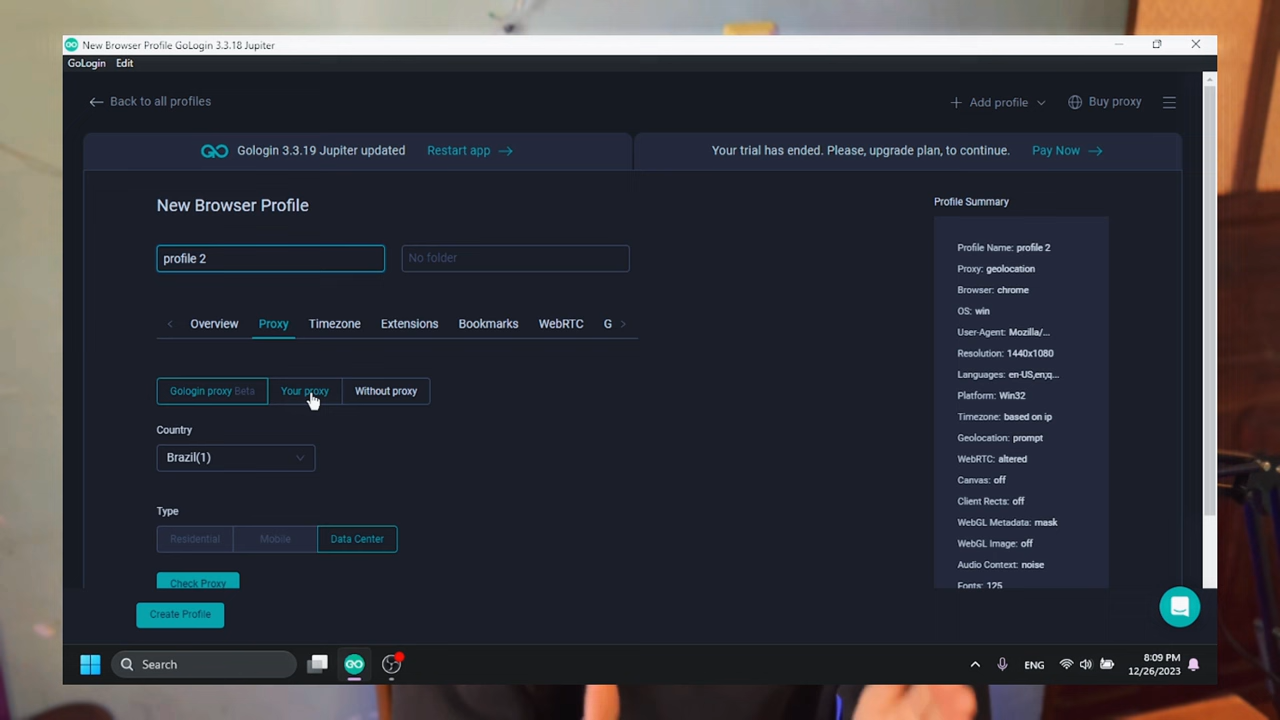 New Browser Profile GoLogin 3.3.18 Jupiter
GoLogin Edit
Back to all profiles
Add profile
Buy proxy
GO Gologin 3.3.19 Jupiter updated Restart app
Your trial has ended. Please, upgrade plan, to continue. Pay Now
New Browser Profile
profile 2
No folder
Overview Proxy Timezone Extensions Bookmarks WebRTC G
Gologin proxy Beta Your proxy Without proxy
Country
Brazil(1)
Type
Residential Mobile Data Center
Check Proxy
Create Profile
Profile Summary
Profile Name: profile 2
Proxy: geolocation
Browser: chrome
OS: win
User-Agent: Mozilla/...
Resolution: 1440x1080
Languages: en-US,en;q...
Platform: Win32
Timezone: based on ip
Geolocation: prompt
WebRTC: altered
Canvas: off
Client Rects: off
WebGL Metadata: mask
WebGL Image: off
Audio Context: noise
Fonts: 125
Search
GO
ENG
8:09 PM
12/26/2023